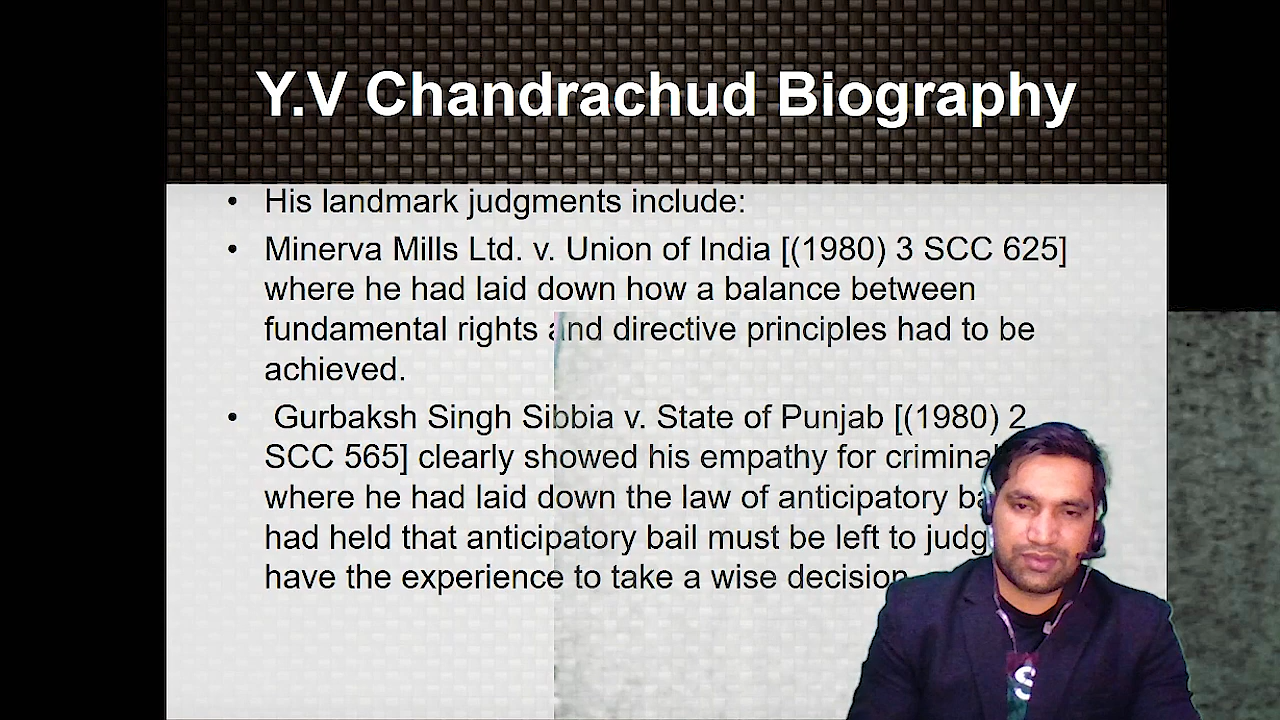 Y.V Chandrachud Biography
• His landmark judgments include:
• Minerva Mills Ltd. v. Union of India [(1980) 3 SCC 625]
where he had laid down how a balance between
fundamental rights and directive principles had to be
achieved.
• Gurbaksh Singh Sibbia v. State of Punjab [(1980) 2
SCC 565] clearly showed his empathy for
where he had laid down the law of anticipatory
had held that anticipatory bail must be left to
have the experience to take a wise decision
S